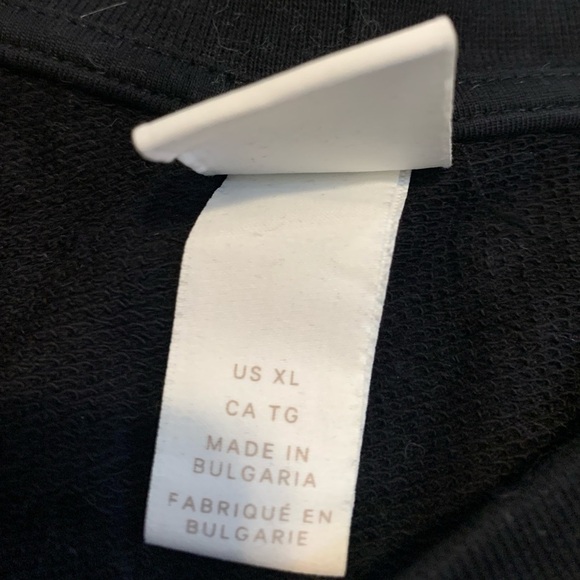 US XL
CA TG
MADE IN
BULGARIA
FABRIQUÉ EN
BULGARIE